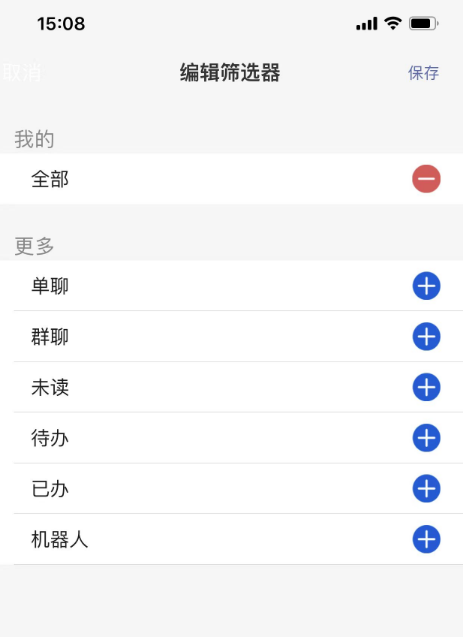 15:08
取消
编辑筛选器
保存
我的
全部
更多
单聊
群聊
未读
待办
已办
机器人